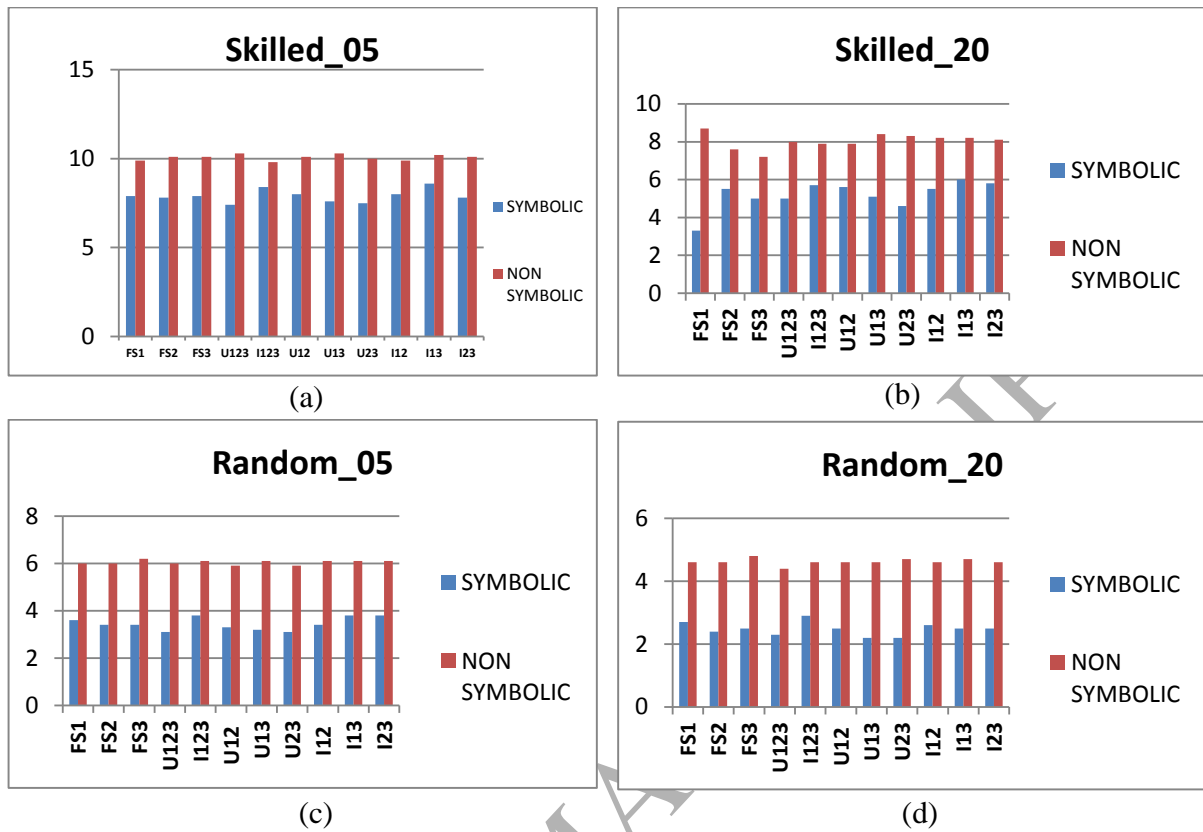 Skilled_05
15
10
5
0
FS1 FS2 FS3 U123 I123 U12 U13 U23 I12 I13 I23
SYMBOLIC
NON
SYMBOLIC
(a)
Skilled_20
10
8
6
4
2
0
FS1 FS2 FS3 U123 I123 U12 U13 U23 I12 I13 I23
SYMBOLIC
NON
SYMBOLIC
(b)
Random_05
8
6
4
2
0
FS1 FS2 FS3 U123 I123 U12 U13 U23 I12 I13 I23
SYMBOLIC
NON
SYMBOLIC
(c)
Random_20
6
4
2
0
FS1 FS2 FS3 U123 I123 U12 U13 U23 I12 I13 I23
SYMBOLIC
NON
SYMBOLIC
(d)